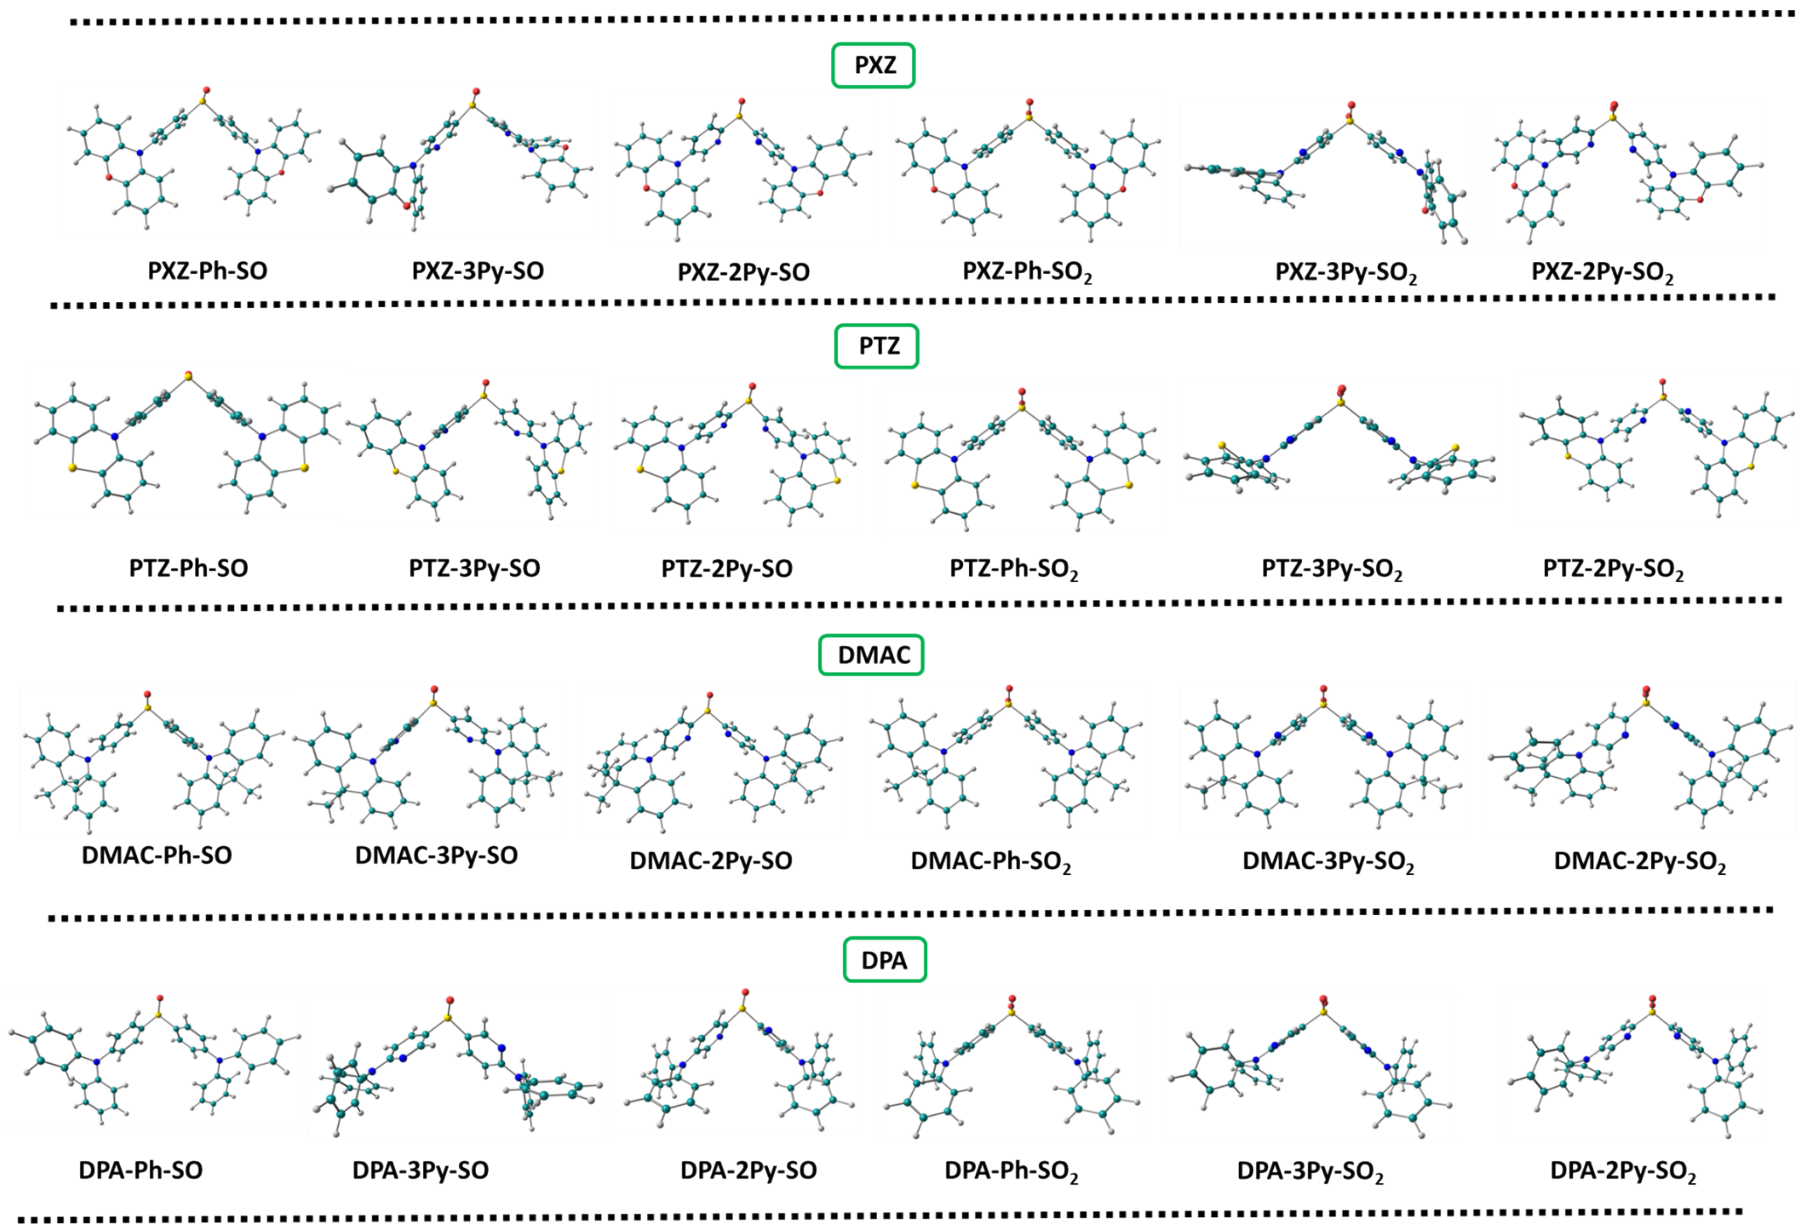 PXZ
PXZ-Ph-SO PXZ-3Py-SO PXZ-2Py-SO PXZ-Ph-SO₂ PXZ-3Py-SO₂ PXZ-2Py-SO₂
PTZ
PTZ-Ph-SO PTZ-3Py-SO PTZ-2Py-SO PTZ-Ph-SO₂ PTZ-3Py-SO₂ PTZ-2Py-SO₂
DMAC
DMAC-Ph-SO DMAC-3Py-SO DMAC-2Py-SO DMAC-Ph-SO₂ DMAC-3Py-SO₂ DMAC-2Py-SO₂
DPA
DPA-Ph-SO DPA-3Py-SO DPA-2Py-SO DPA-Ph-SO₂ DPA-3Py-SO₂ DPA-2Py-SO₂